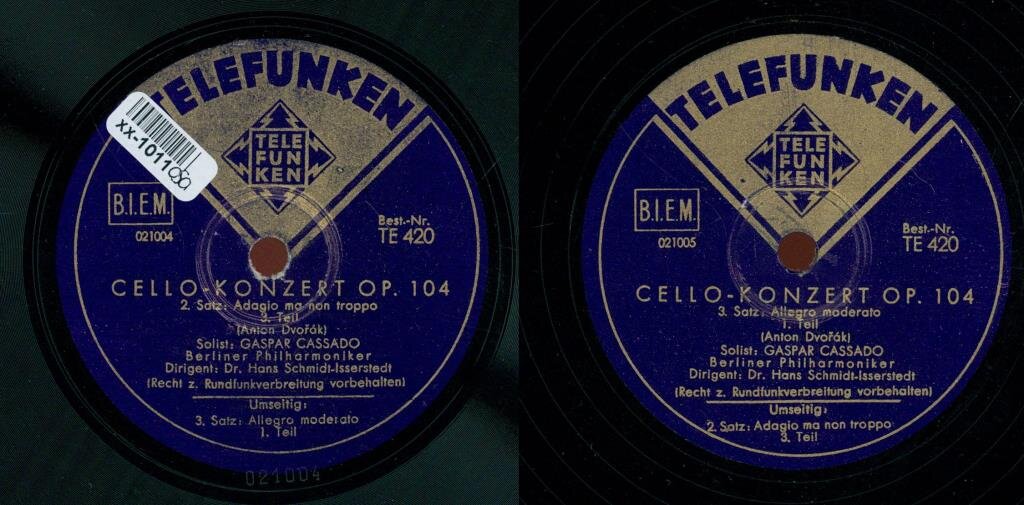 TELEFUNKEN
TELE
FUN
KEN
XX-1011
B.I.E.M.
021004
Best.-Nr.
TE 420
CELLO-KONZERT OP. 104
2. Satz: Adagio ma non troppo
3. Teil
(Anton Dvořák)
Solist: GASPAR CASSADO
Berliner Philharmoniker
Dirigent: Dr. Hans Schmidt-Isserstedt
(Recht z. Rundfunkverbreitung vorbehalten)
Umseitig:
3. Satz: Allegro moderato
1. Teil
021004
TELEFUNKEN
TELE
FUN
KEN
B.I.E.M.
021005
Best.-Nr.
TE 420
CELLO-KONZERT OP. 104
3. Satz: Allegro moderato
1. Teil
(Anton Dvořák)
Solist: GASPAR CASSADO
Berliner Philharmoniker
Dirigent: Dr. Hans Schmidt-Isserstedt
(Recht z. Rundfunkverbreitung vorbehalten)
Umseitig:
2. Satz: Adagio ma non troppo
3. Teil